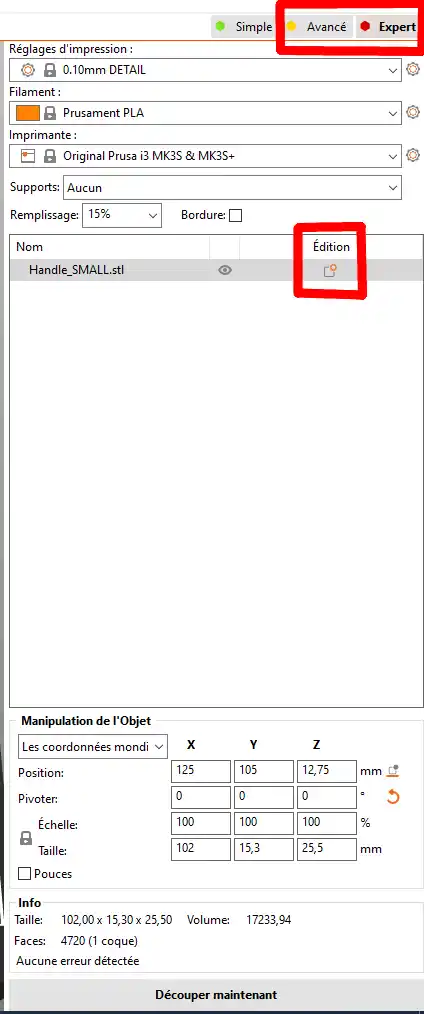 Simple Avancé Expert
Réglages d'impression :
0.10mm DETAIL
Filament :
Prusament PLA
Imprimante :
Original Prusa i3 MK3S & MK3S+
Supports: Aucun
Remplissage: 15% Bordure:
Nom Édition
Handle_SMALL.stl
Manipulation de l'Objet
Les coordonnées mondi X Y Z
Position: 125 105 12,75 mm
Pivoter: 0 0 0 °
Échelle: 100 100 100 %
Taille: 102 15,3 25,5 mm
Pouces
Info
Taille: 102,00 x 15,30 x 25,50 Volume: 17233,94
Faces: 4720 (1 coque)
Aucune erreur détectée
Découper maintenant